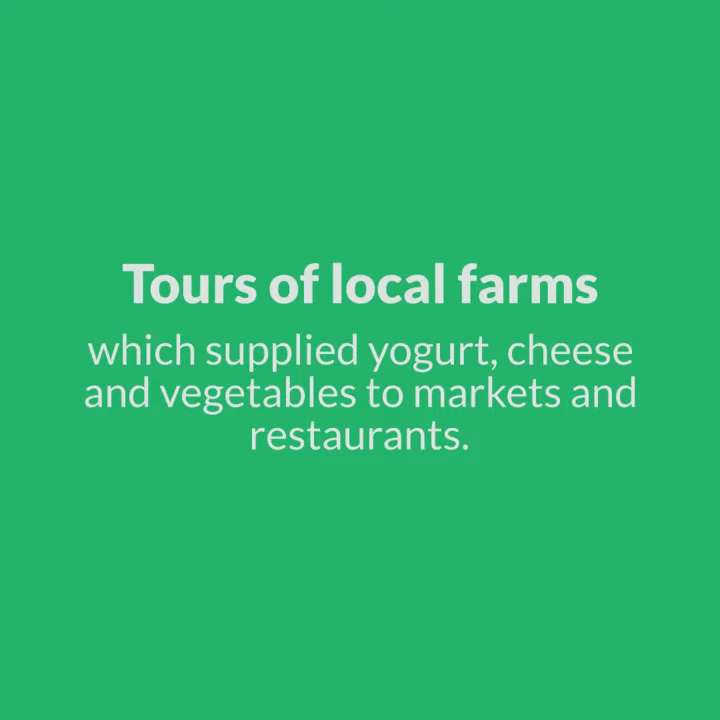 Tours of local farms
which supplied yogurt, cheese
and vegetables to markets and
restaurants.